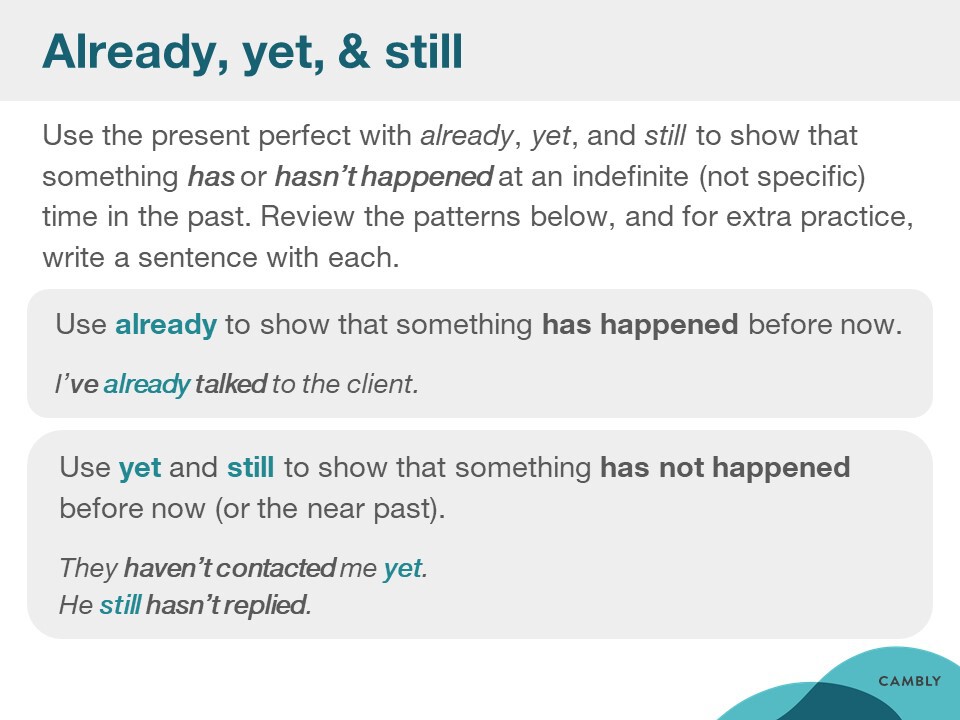 Already, yet, & still
Use the present perfect with already, yet, and still to show that
something has or hasn’t happened at an indefinite (not specific)
time in the past. Review the patterns below, and for extra practice,
write a sentence with each.
Use already to show that something has happened before now.
I’ve already talked to the client.
Use yet and still to show that something has not happened
before now (or the near past).
They haven’t contacted me yet.
He still hasn’t replied.
CAMBLY